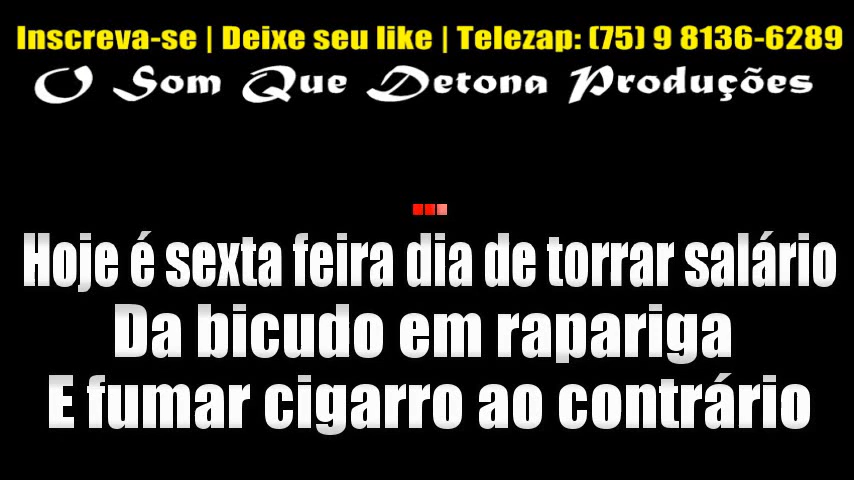 Inscreva-se | Deixe seu like | Telezap: (75) 9 8136-6289
O Som Que Detona Produções
Hoje é sexta feira dia de torrar salário
Da bicudo em rapariga
E fumar cigarro ao contrário